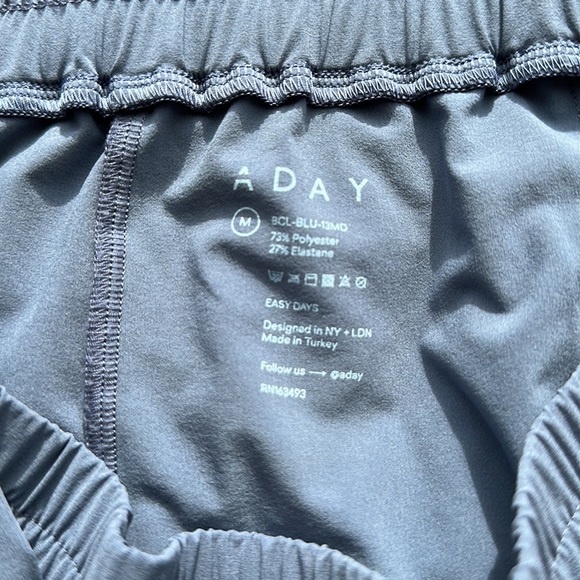 ADAY
M
BCL-BLU-13MD
73% Polyester
27% Elastane
EASY DAYS
Designed in NY + LDN
Made in Turkey
Follow us → @aday
RN163493